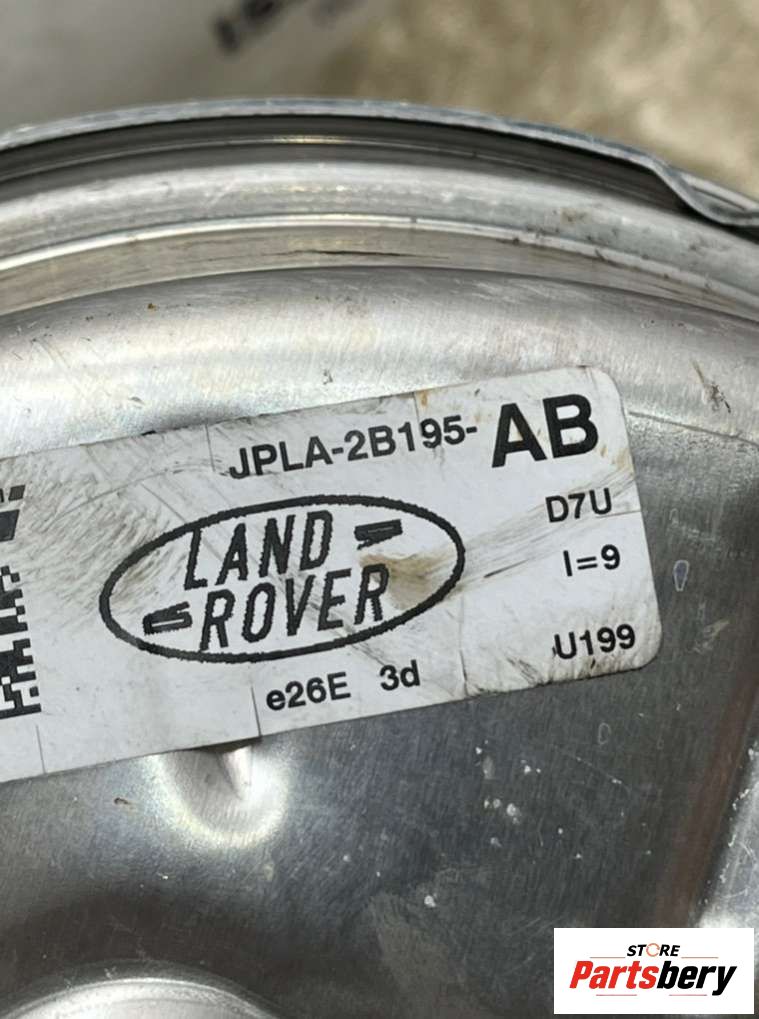 JPLA-2B195- AB
D7U
LAND
ROVER
I=9
U199
e26E 3d
STORE
Partsbery